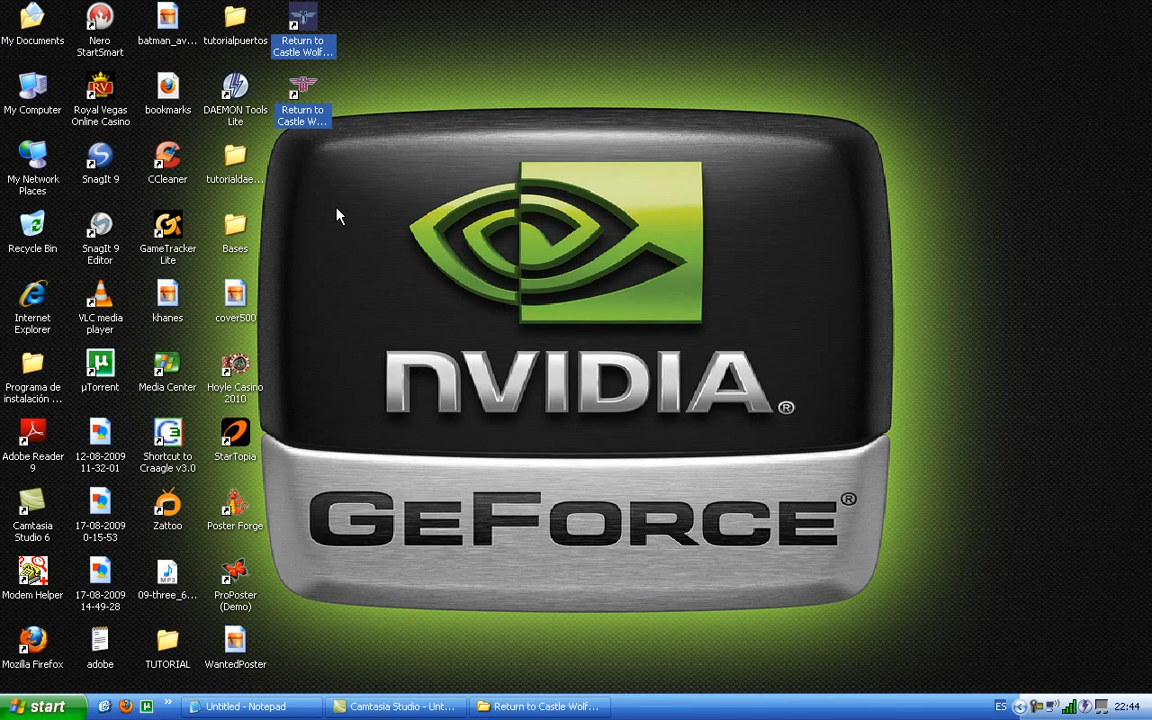 My Documents
Nero
StartSmart
batman_av...
tutorialpuertos
Return to
Castle Wolf...
My Computer
Royal Vegas
Online Casino
bookmarks
DAEMON Tools
Lite
Return to
Castle W...
My Network
Places
SnagIt 9
CCleaner
tutorialdae...
Recycle Bin
SnagIt 9
Editor
GameTracker
Lite
Bases
Internet
Explorer
VLC media
player
khanes
cover500
Programa de
instalación ...
µTorrent
Media Center
Hoyle Casino
2010
Adobe Reader
9
12-08-2009
11-32-01
Shortcut to
Craagle v3.0
StarTopia
Camtasia
Studio 6
17-08-2009
0-15-53
Zattoo
Poster Forge
Modem Helper
17-08-2009
14-49-28
09-three_6...
ProPoster
(Demo)
Mozilla Firefox
adobe
TUTORIAL
WantedPoster
RV
MP3
NVIDIA®
GEFORCE®
start
Untitled - Notepad
Camtasia Studio - Unt...
Return to Castle Wolf...
ES
22:44